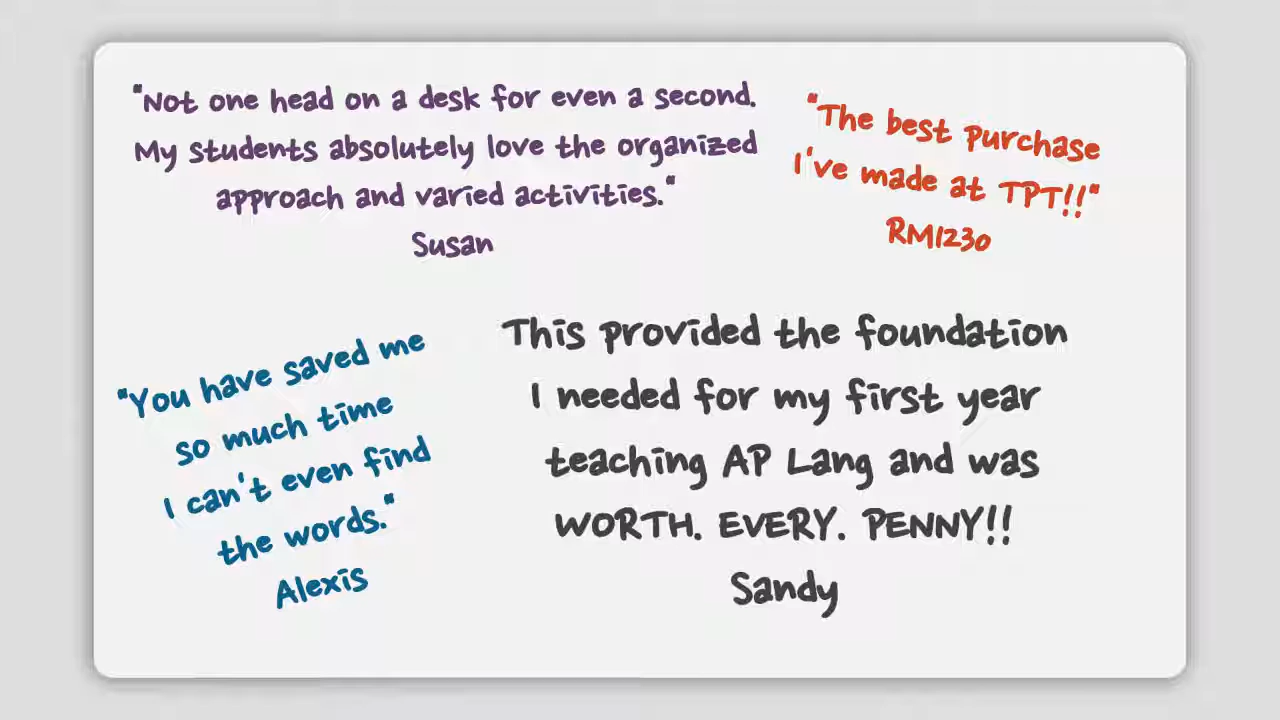 "Not one head on a desk for even a second.
My students absolutely love the organized
approach and varied activities."
Susan
"The best purchase
I've made at TPT!!"
RM1230
"You have saved me
so much time
I can't even find
the words."
Alexis
This provided the foundation
I needed for my first year
teaching AP Lang and was
WORTH. EVERY. PENNY!!
Sandy